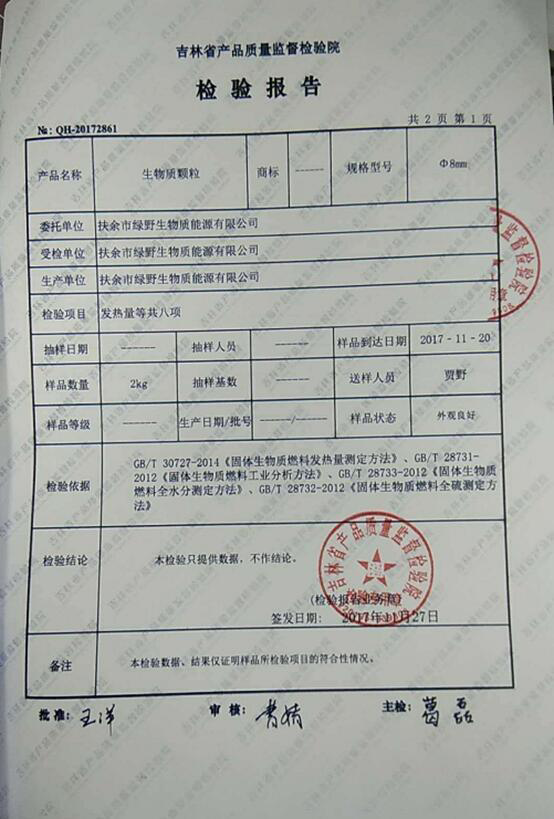 吉林省产品质量监督检验院
检验报告
№: QH-20172861
共 2 页 第 1 页
产品名称 生物质颗粒 商标 ------ 规格型号 Φ8mm
委托单位 扶余市绿野生物质能源有限公司
受检单位 扶余市绿野生物质能源有限公司
生产单位 扶余市绿野生物质能源有限公司
检验项目 发热量等共八项
抽样日期 ------ 抽样人员 ------ 样品到达日期 2017-11-20
样品数量 2kg 抽样基数 ------ 送样人员 贾野
样品等级 ------ 生产日期/批号 ------/------ 样品状态 外观良好
检验依据
GB/T 30727-2014《固体生物质燃料发热量测定方法》、GB/T 28731-
2012《固体生物质燃料工业分析方法》、GB/T 28733-2012《固体生物质
燃料全水分测定方法》、GB/T 28732-2012《固体生物质燃料全硫测定方
法》
检验结论 本检验只提供数据，不作结论。
吉林省产品质量监督检验院
签发日期: 2017年11月27日
备注 本检验数据、结果仅证明样品所检验项目的符合性情况。
批准: 王洋 审核: 主检: 葛磊